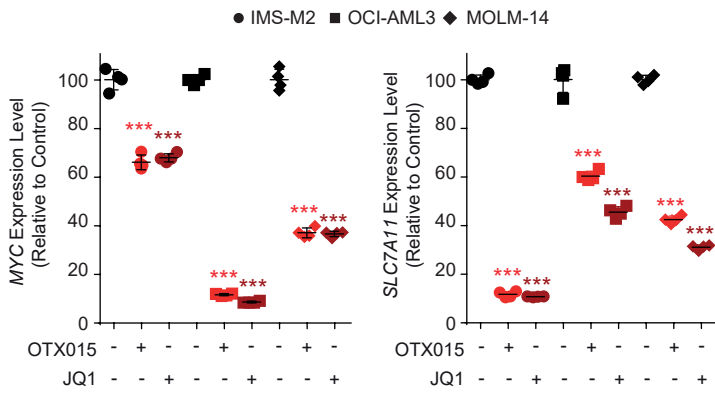 IMS-M2 OCI-AML3 MOLM-14
MYC Expression Level
(Relative to Control)
100
80
60
40
20
0
*** *** *** *** *** ***
OTX015 - + - - + - - + -
JQ1 - - + - - + - - +
SLC7A11 Expression Level
(Relative to Control)
100
80
60
40
20
0
*** *** *** *** *** ***
OTX015 - + - - + - - + -
JQ1 - - + - - + - - +